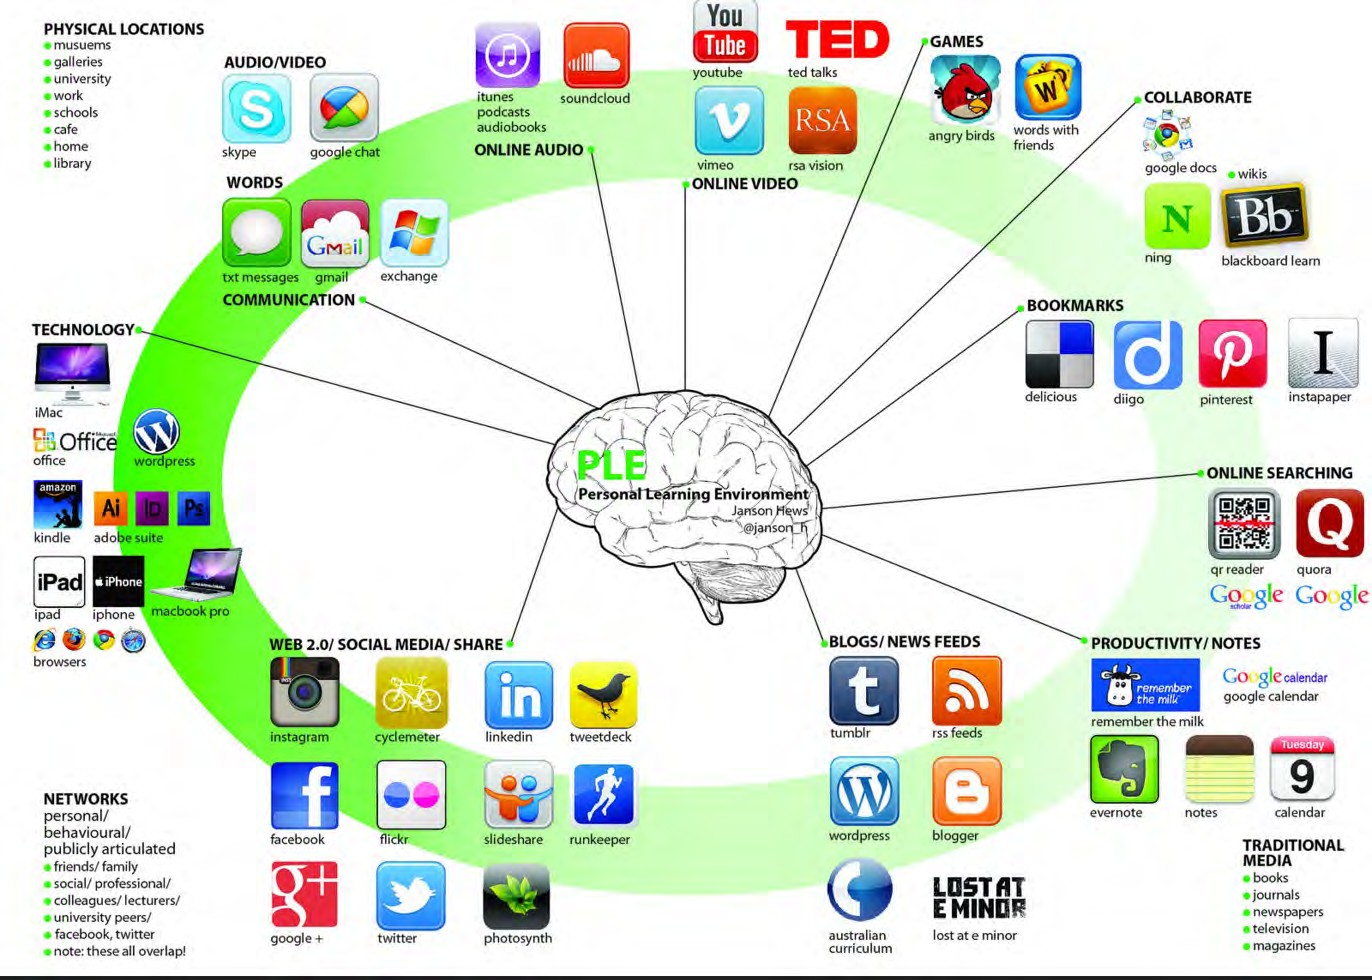 PHYSICAL LOCATIONS
musuems
galleries
university
work
schools
cafe
home
library
AUDIO/VIDEO
S
skype
google chat
WORDS
Gmail
txt messages
gmail
exchange
COMMUNICATION
itunes
podcasts
audiobooks
soundcloud
ONLINE AUDIO
You
Tube
youtube
TED
ted talks
V
vimeo
RSA
rsa vision
ONLINE VIDEO
GAMES
angry birds
W
words with
friends
COLLABORATE
google docs
wikis
N
ning
Bb
blackboard learn
BOOKMARKS
delicious
d
diigo
pinterest
I
instapaper
TECHNOLOGY
iMac
Office
office
W
wordpress
amazon
kindle
Ai
ID
Ps
adobe suite
iPad
ipad
iPhone
iphone
macbook pro
browsers
PLE
Personal Learning Environment
Janson Hews
@janson_h
ONLINE SEARCHING
qr reader
Q
quora
Google
scholar
Google
WEB 2.0/ SOCIAL MEDIA/ SHARE
INST
instagram
cyclemeter
in
linkedin
tweetdeck
f
facebook
flickr
slideshare
runkeeper
g+
google +
twitter
photosynth
BLOGS/ NEWS FEEDS
t
tumblr
rss feeds
W
wordpress
B
blogger
C
australian
curriculum
LOST AT
E MINOR
lost at e minor
PRODUCTIVITY/ NOTES
remember
the milk
remember the milk
Google calendar
google calendar
evernote
notes
Tuesday
9
calendar
NETWORKS
personal/
behavioural/
publicly articulated
friends/ family
social/ professional/
colleagues/ lecturers/
university peers/
facebook, twitter
note: these all overlap!
TRADITIONAL
MEDIA
books
journals
newspapers
television
magazines